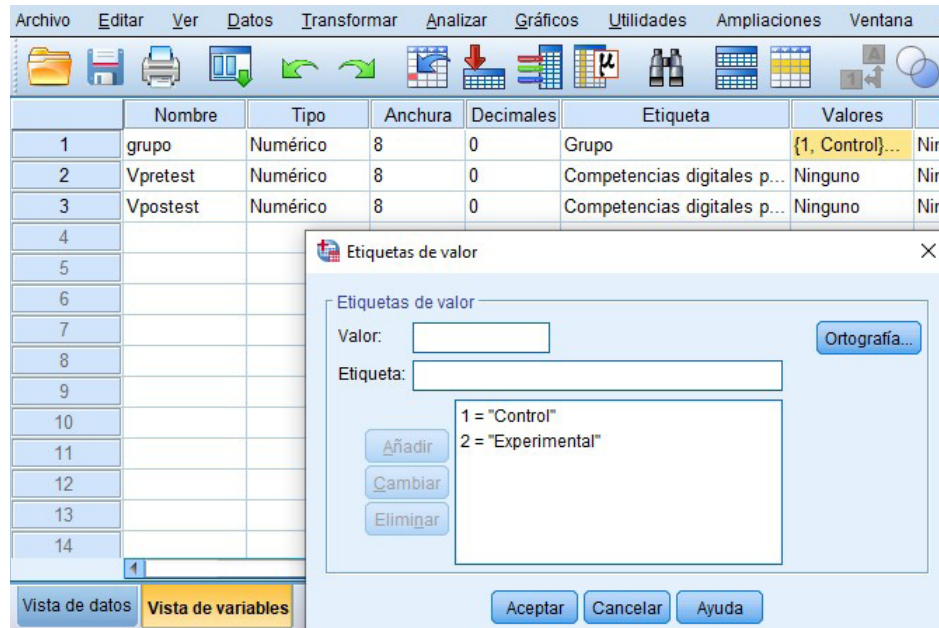 Archivo Editar Ver Datos Transformar Analizar Gráficos Utilidades Ampliaciones Ventana
Nombre Tipo Anchura Decimales Etiqueta Valores
1 grupo Numérico 8 0 Grupo {1, Control}...
2 Vpretest Numérico 8 0 Competencias digitales p... Ninguno
3 Vpostest Numérico 8 0 Competencias digitales p... Ninguno
4
5
6
7
8
9
10
11
12
13
14
Etiquetas de valor
Etiquetas de valor
Valor:
Ortografía...
Etiqueta:
1 = "Control"
2 = "Experimental"
Añadir
Cambiar
Eliminar
Aceptar Cancelar Ayuda
Vista de datos Vista de variables